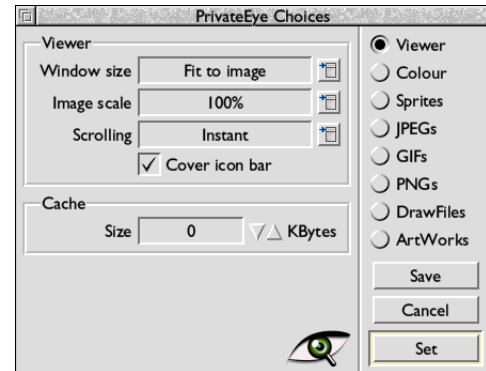 PrivateEye Choices
Viewer
Window size Fit to image
Image scale 100%
Scrolling Instant
Cover icon bar
Cache
Size 0 KBytes
Viewer
Colour
Sprites
JPEGs
GIFs
PNGs
DrawFiles
ArtWorks
Save
Cancel
Set